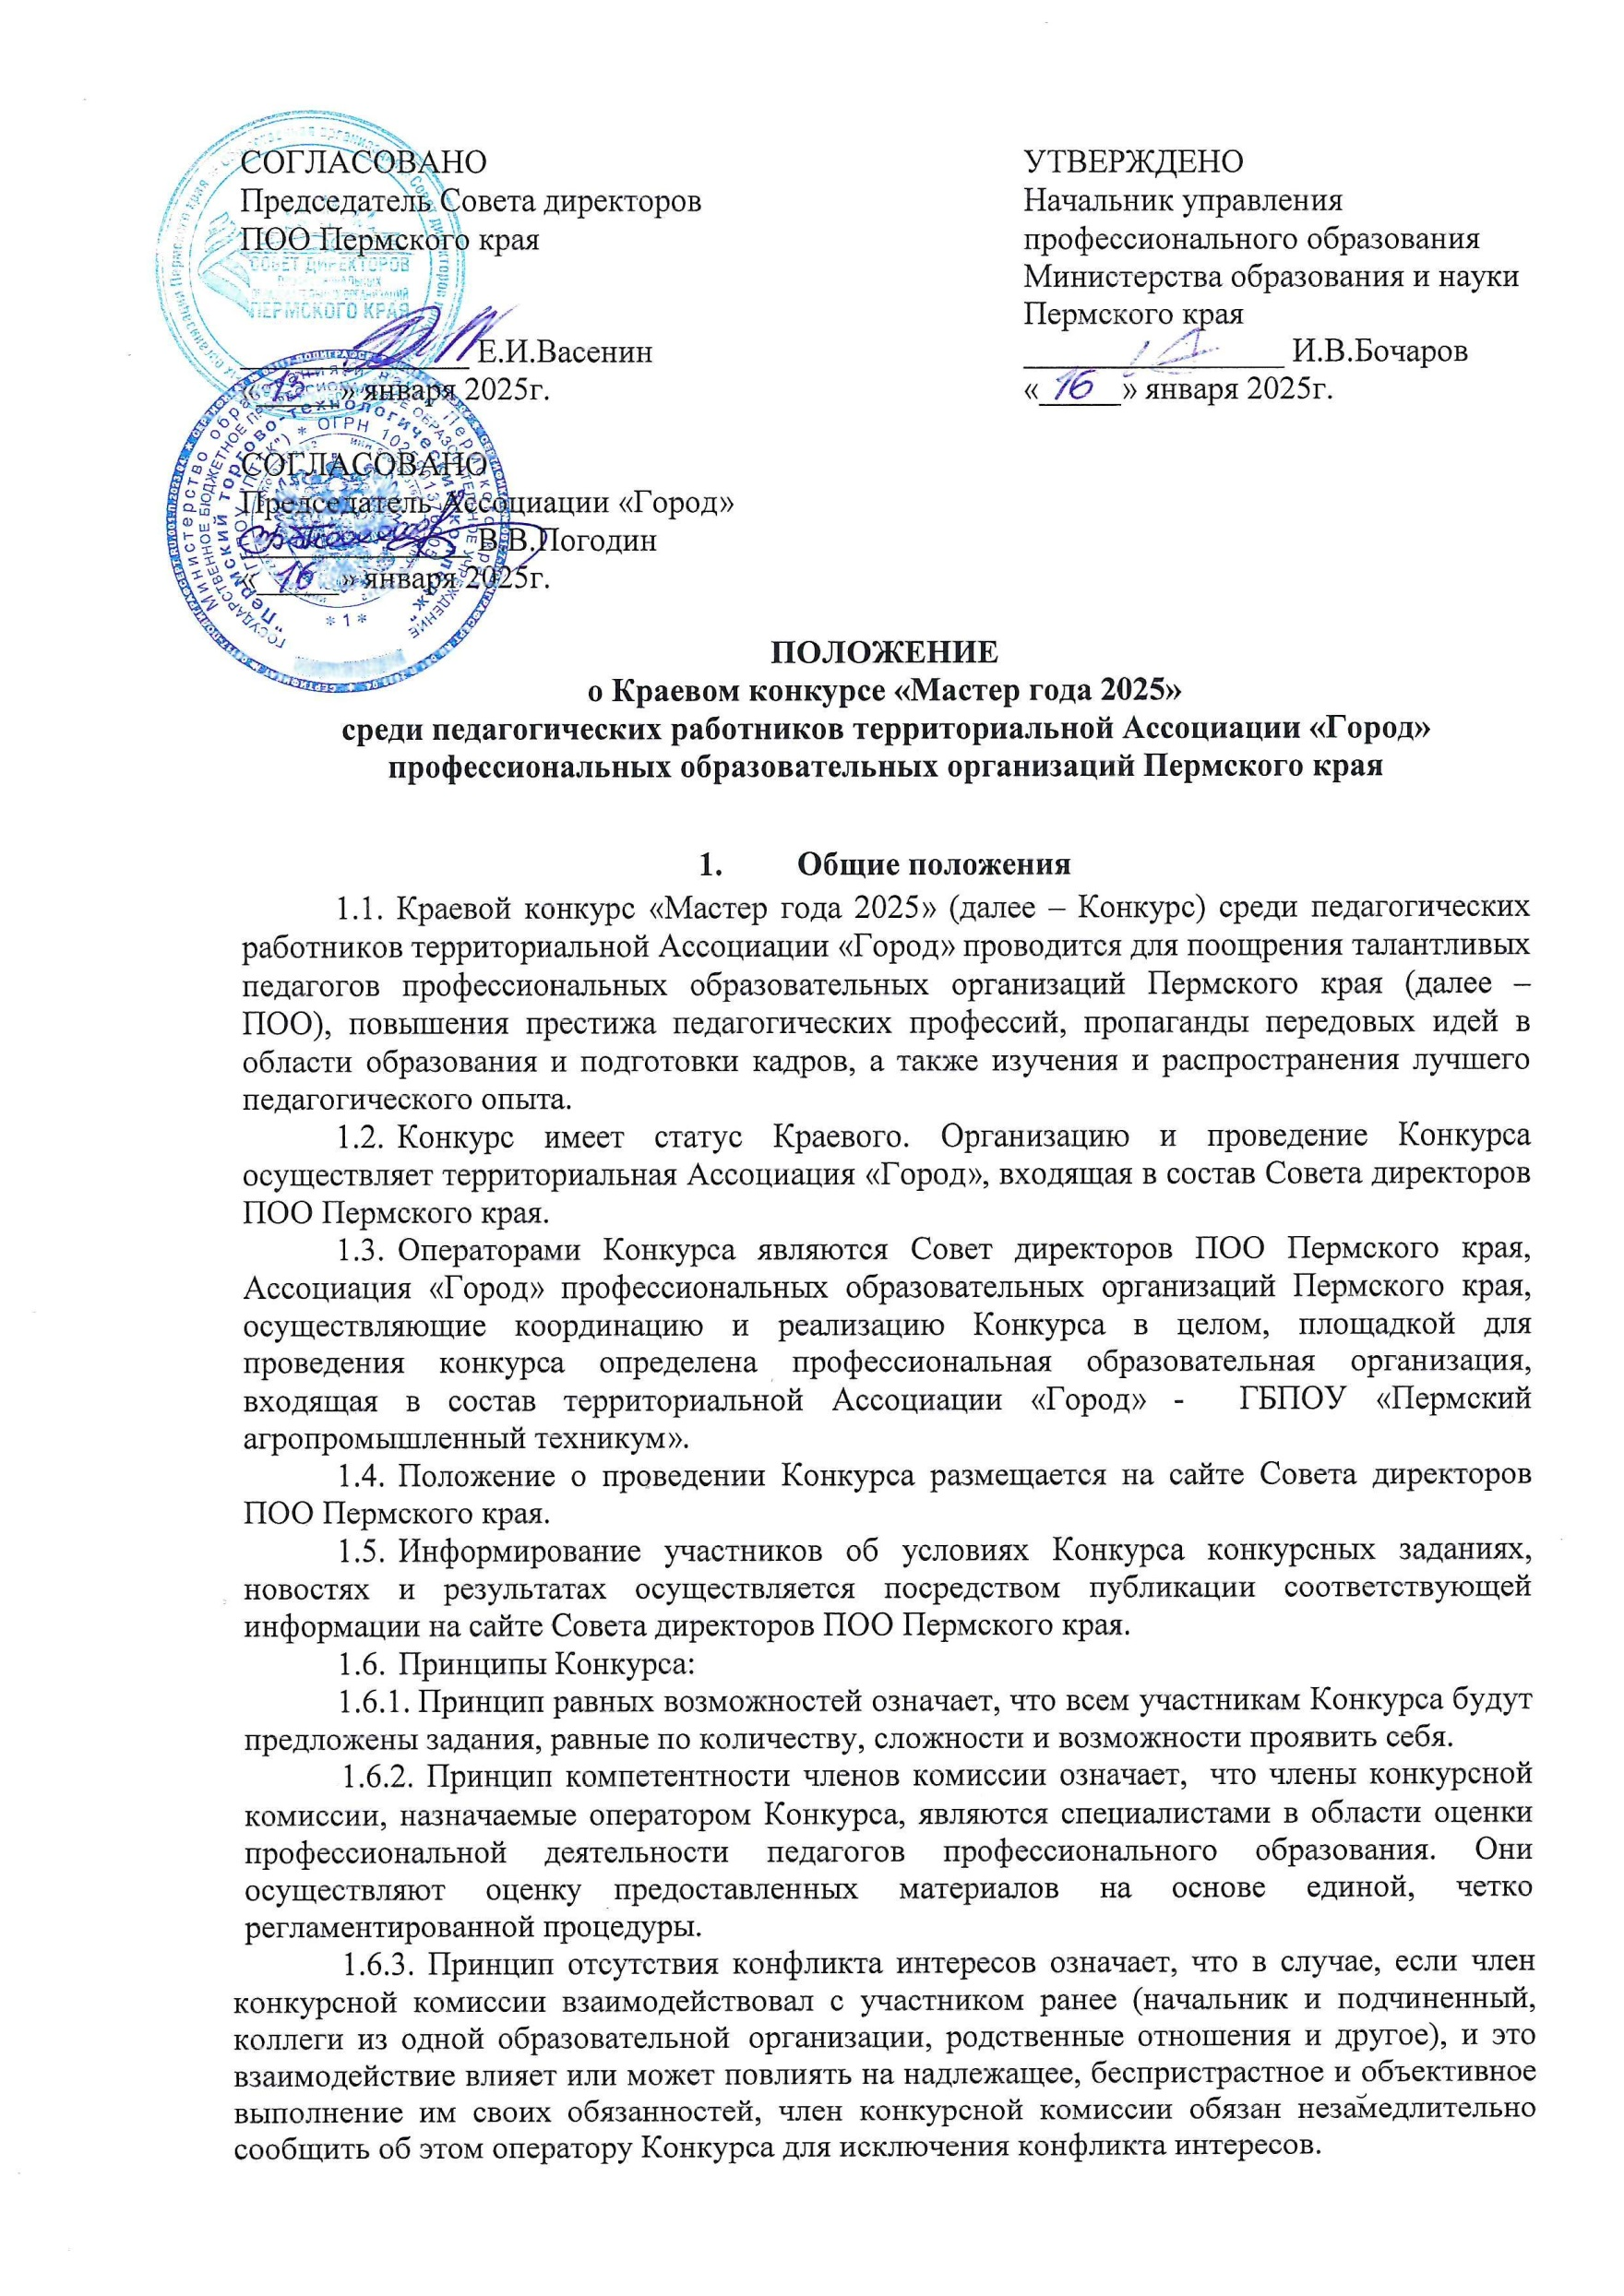 СОГЛАСОВАНО
Председатель Совета директоров
ПОО Пермского края
СОВЕТ ДИРЕКТОРОВ
ПЕРМСКОГО КРАЯ
Е.И.Васенин
«15» января 2025г.
УТВЕРЖДЕНО
Начальник управления
профессионального образования
Министерства образования и науки
Пермского края
И.В.Бочаров
«16» января 2025г.
СОГЛАСОВАНО
Председатель Ассоциации «Город»
В.В.Погодин
«16» января 2025г.
* 1 *
ПОЛОЖЕНИЕ
о Краевом конкурсе «Мастер года 2025»
среди педагогических работников территориальной Ассоциации «Город»
профессиональных образовательных организаций Пермского края
1. Общие положения
1.1. Краевой конкурс «Мастер года 2025» (далее – Конкурс) среди педагогических
работников территориальной Ассоциации «Город» проводится для поощрения талантливых
педагогов профессиональных образовательных организаций Пермского края (далее –
ПОО), повышения престижа педагогических профессий, пропаганды передовых идей в
области образования и подготовки кадров, а также изучения и распространения лучшего
педагогического опыта.
1.2. Конкурс имеет статус Краевого. Организацию и проведение Конкурса
осуществляет территориальная Ассоциация «Город», входящая в состав Совета директоров
ПОО Пермского края.
1.3. Операторами Конкурса являются Совет директоров ПОО Пермского края,
Ассоциация «Город» профессиональных образовательных организаций Пермского края,
осуществляющие координацию и реализацию Конкурса в целом, площадкой для
проведения конкурса определена профессиональная образовательная организация,
входящая в состав территориальной Ассоциации «Город» - ГБПОУ «Пермский
агропромышленный техникум».
1.4. Положение о проведении Конкурса размещается на сайте Совета директоров
ПОО Пермского края.
1.5. Информирование участников об условиях Конкурса конкурсных заданиях,
новостях и результатах осуществляется посредством публикации соответствующей
информации на сайте Совета директоров ПОО Пермского края.
1.6. Принципы Конкурса:
1.6.1. Принцип равных возможностей означает, что всем участникам Конкурса будут
предложены задания, равные по количеству, сложности и возможности проявить себя.
1.6.2. Принцип компетентности членов комиссии означает, что члены конкурсной
комиссии, назначаемые оператором Конкурса, являются специалистами в области оценки
профессиональной деятельности педагогов профессионального образования. Они
осуществляют оценку предоставленных материалов на основе единой, четко
регламентированной процедуры.
1.6.3. Принцип отсутствия конфликта интересов означает, что в случае, если член
конкурсной комиссии взаимодействовал с участником ранее (начальник и подчиненный,
коллеги из одной образовательной организации, родственные отношения и другое), и это
взаимодействие влияет или может повлиять на надлежащее, беспристрастное и объективное
выполнение им своих обязанностей, член конкурсной комиссии обязан незамедлительно
сообщить об этом оператору Конкурса для исключения конфликта интересов.